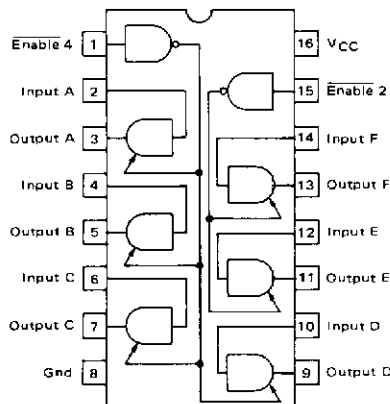 Enable 4 1 16 VCC
Input A 2 15 Enable 2
Output A 3 14 Input F
Input B 4 13 Output F
Output B 5 12 Input E
Input C 6 11 Output E
Output C 7 10 Input D
Gnd 8 9 Output D